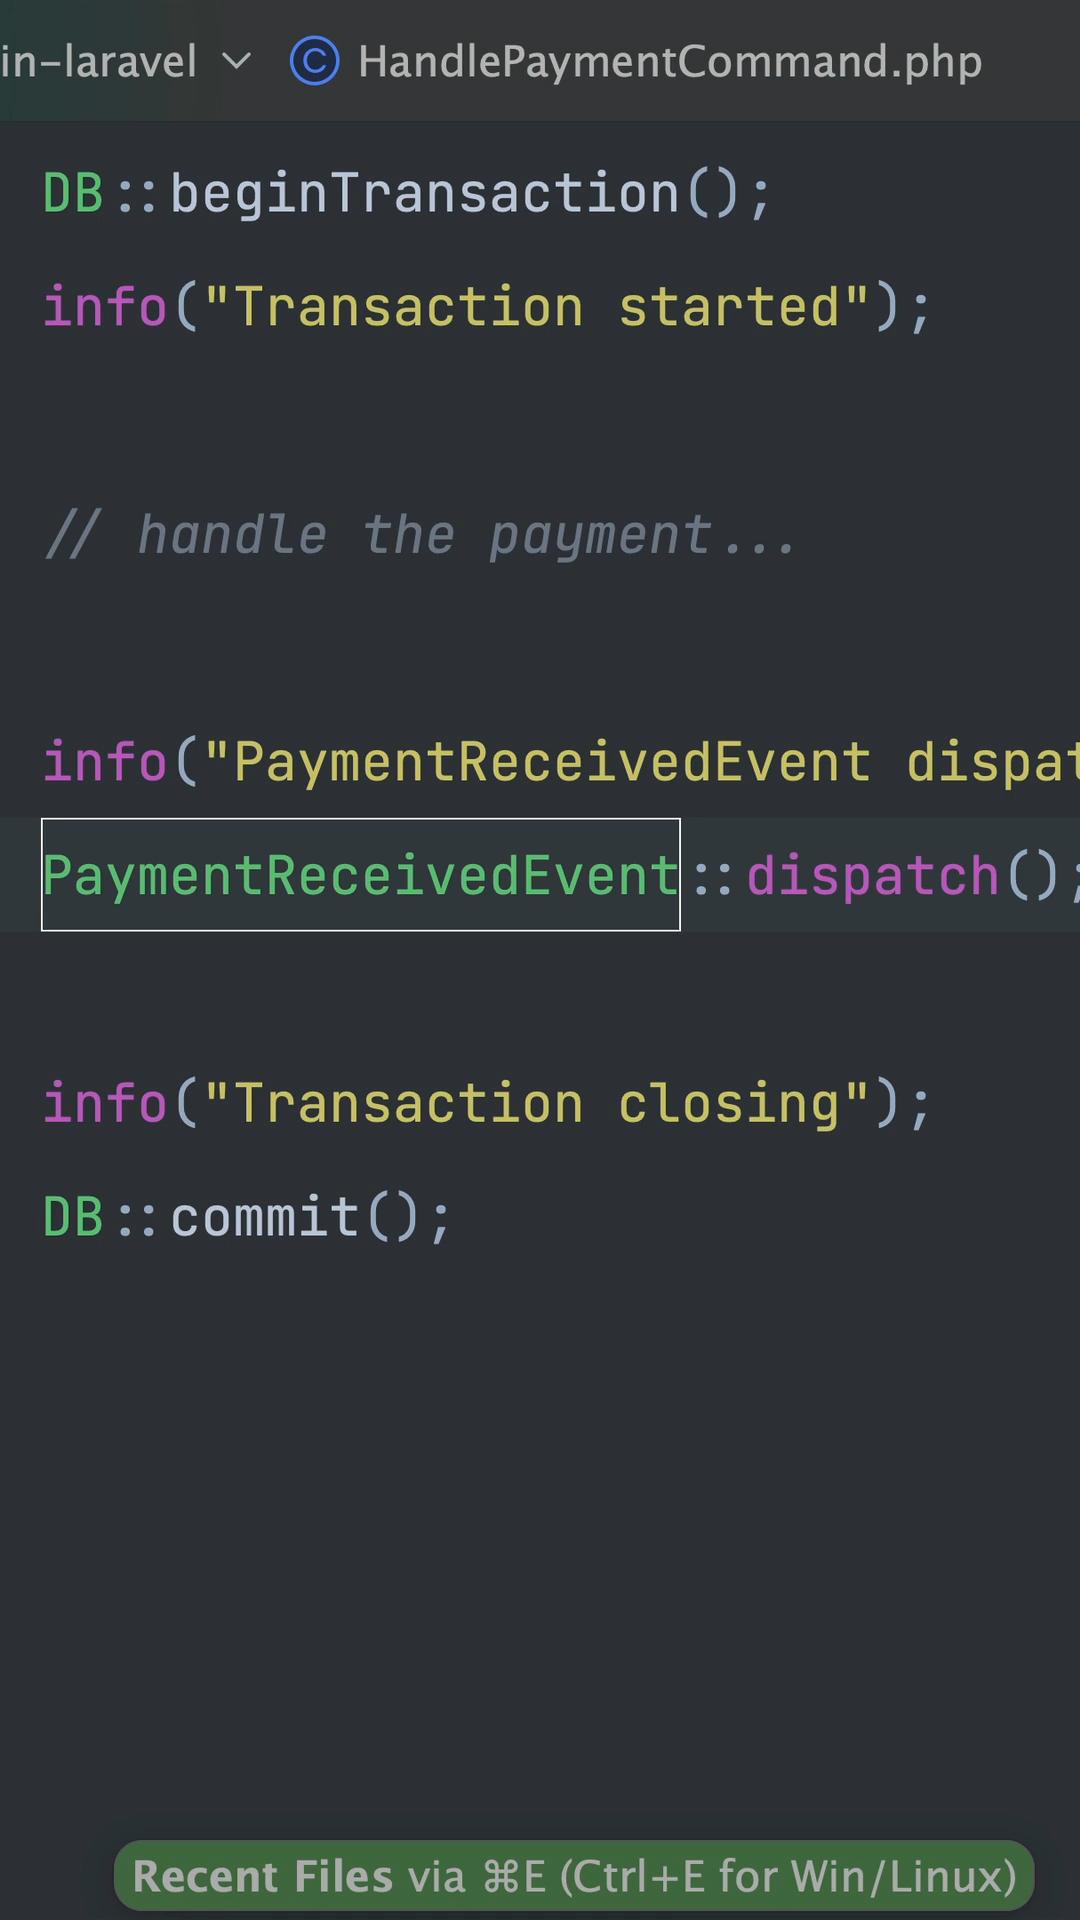 in-laravel HandlePaymentCommand.php
DB::beginTransaction();
info("Transaction started");
// handle the payment...
info("PaymentReceivedEvent dispat
PaymentReceivedEvent::dispatch();
info("Transaction closing");
DB::commit();
Recent Files via ⌘E (Ctrl+E for Win/Linux)